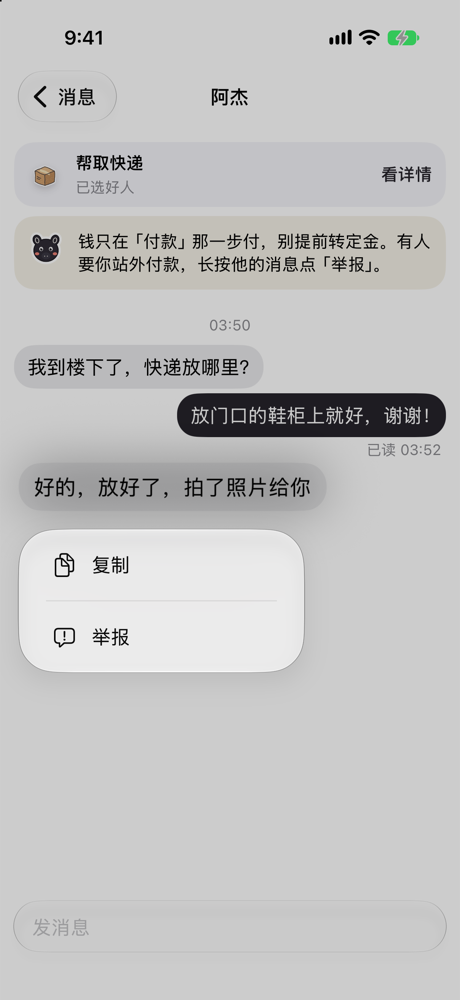 9:41
消息
阿杰
帮取快递
已选好人
看详情
钱只在「付款」那一步付，别提前转定金。有人
要你站外付款，长按他的消息点「举报」。
03:50
我到楼下了，快递放哪里?
放门口的鞋柜上就好，谢谢!
已读 03:52
好的，放好了，拍了照片给你
复制
举报
发消息